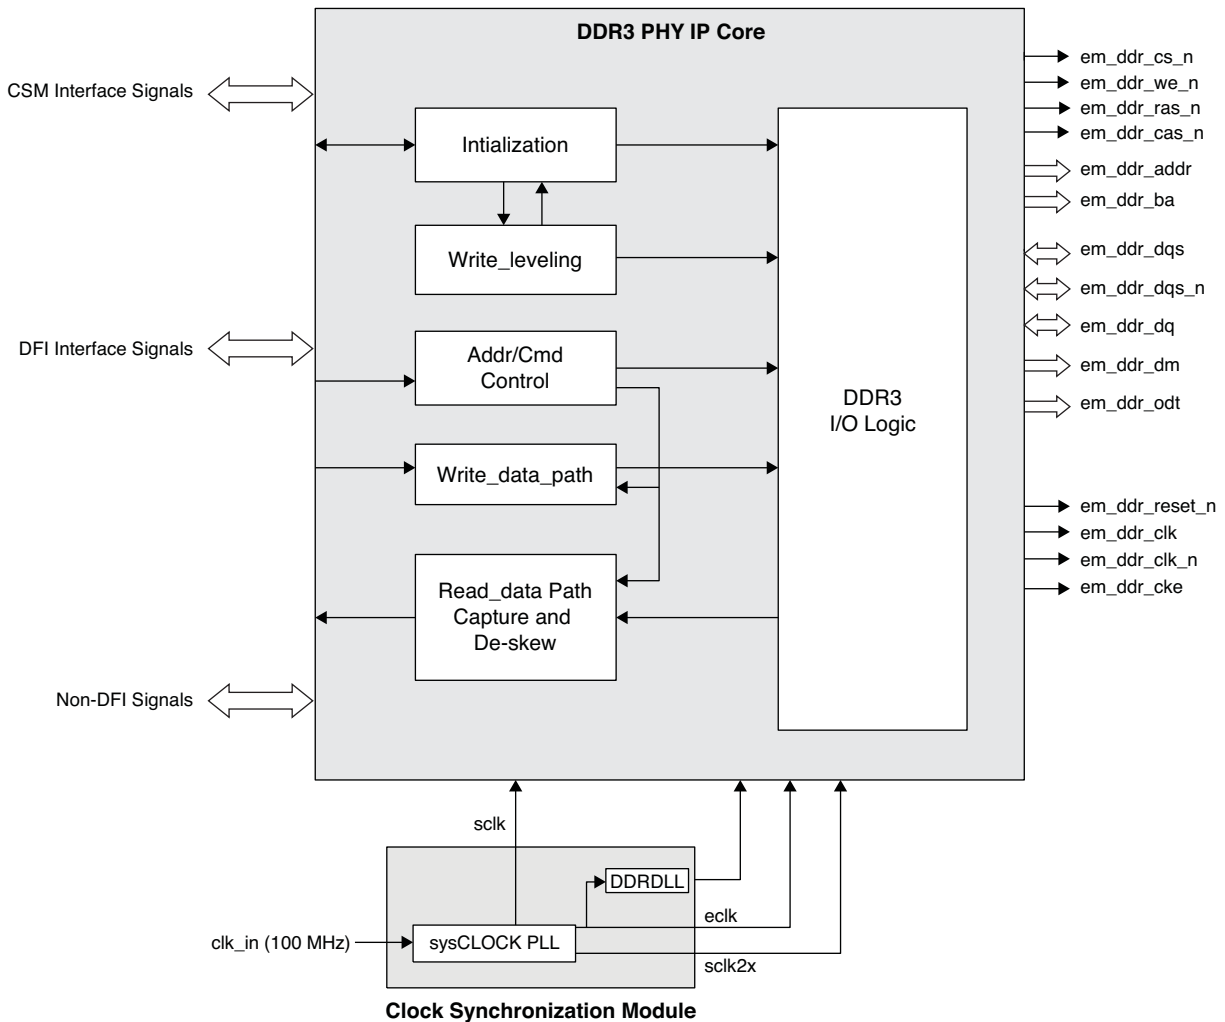 DDR3 PHY IP Core
CSM Interface Signals
DFI Interface Signals
Non-DFI Signals
Intialization
Write_leveling
Addr/Cmd
Control
Write_data_path
Read_data Path
Capture and
De-skew
DDR3
I/O Logic
em_ddr_cs_n
em_ddr_we_n
em_ddr_ras_n
em_ddr_cas_n
em_ddr_addr
em_ddr_ba
em_ddr_dqs
em_ddr_dqs_n
em_ddr_dq
em_ddr_dm
em_ddr_odt
em_ddr_reset_n
em_ddr_clk
em_ddr_clk_n
em_ddr_cke
sclk
DDRDLL
eclk
clk_in (100 MHz)
sysCLOCK PLL
sclk2x
Clock Synchronization Module